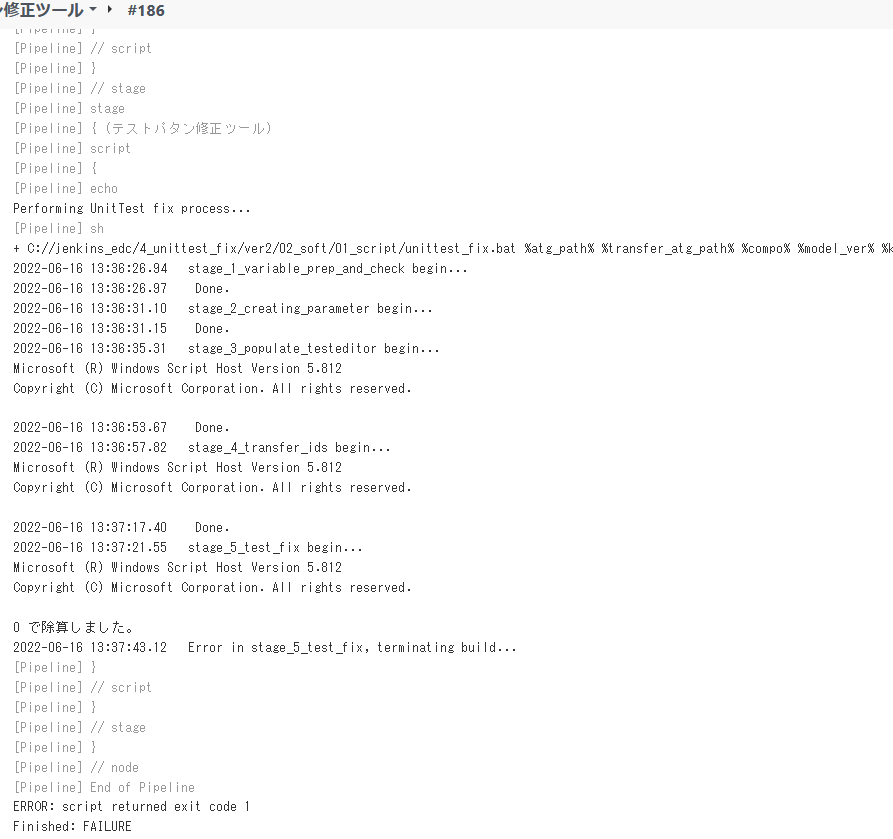 修正ツール #186
[Pipeline] }
[Pipeline] // script
[Pipeline] }
[Pipeline] // stage
[Pipeline] stage
[Pipeline] { (テストパタン修正ツール)
[Pipeline] script
[Pipeline] {
[Pipeline] echo
Performing UnitTest fix process...
[Pipeline] sh
+ C://jenkins_edc/4_unittest_fix/ver2/02_soft/01_script/unittest_fix.bat %atg_path% %transfer_atg_path% %compo% %model_ver% %k
2022-06-16 13:36:26.94 stage_1_variable_prep_and_check begin...
2022-06-16 13:36:26.97 Done.
2022-06-16 13:36:31.10 stage_2_creating_parameter begin...
2022-06-16 13:36:31.15 Done.
2022-06-16 13:36:35.31 stage_3_populate_testeditor begin...
Microsoft (R) Windows Script Host Version 5.812
Copyright (C) Microsoft Corporation. All rights reserved.
2022-06-16 13:36:53.67 Done.
2022-06-16 13:36:57.82 stage_4_transfer_ids begin...
Microsoft (R) Windows Script Host Version 5.812
Copyright (C) Microsoft Corporation. All rights reserved.
2022-06-16 13:37:17.40 Done.
2022-06-16 13:37:21.55 stage_5_test_fix begin...
Microsoft (R) Windows Script Host Version 5.812
Copyright (C) Microsoft Corporation. All rights reserved.
0 で除算しました。
2022-06-16 13:37:43.12 Error in stage_5_test_fix, terminating build...
[Pipeline] }
[Pipeline] // script
[Pipeline] }
[Pipeline] // stage
[Pipeline] }
[Pipeline] // node
[Pipeline] End of Pipeline
ERROR: script returned exit code 1
Finished: FAILURE